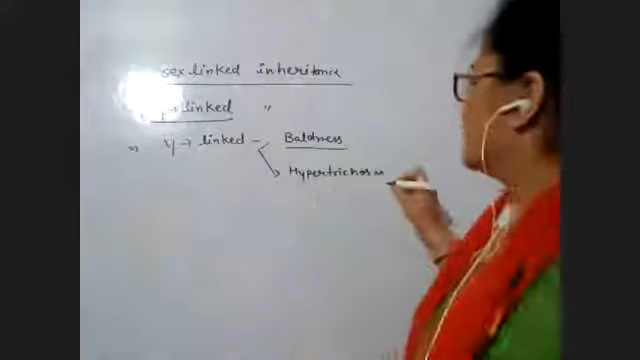 sex linked inheritance
linked "
⇒ Y → linked - Baldness
Hypertrichosis